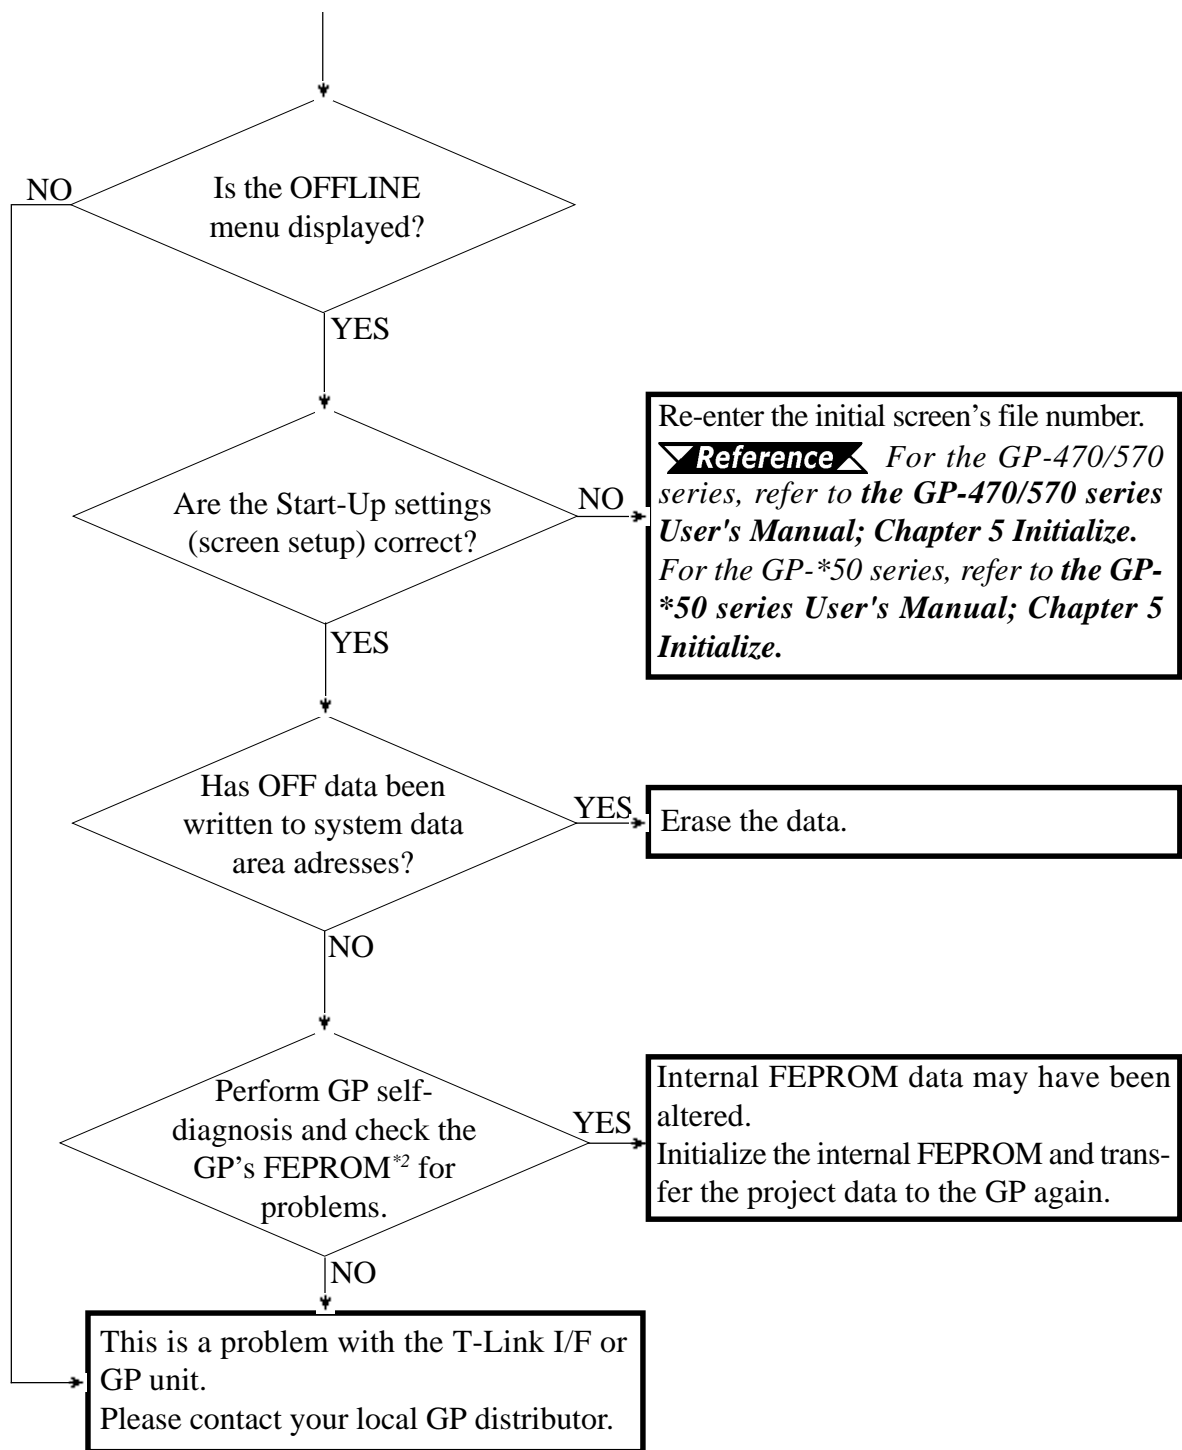 Is the OFFLINE
menu displayed?
NO
YES
Are the Start-Up settings
(screen setup) correct?
NO
Re-enter the initial screen’s file number.
Reference For the GP-470/570
series, refer to the GP-470/570 series
User's Manual; Chapter 5 Initialize.
For the GP-*50 series, refer to the GP-
*50 series User's Manual; Chapter 5
Initialize.
YES
Has OFF data been
written to system data
area adresses?
YES
Erase the data.
NO
Perform GP self-
diagnosis and check the
GP’s FEPROM*2 for
problems.
YES
Internal FEPROM data may have been
altered.
Initialize the internal FEPROM and trans-
fer the project data to the GP again.
NO
This is a problem with the T-Link I/F or
GP unit.
Please contact your local GP distributor.